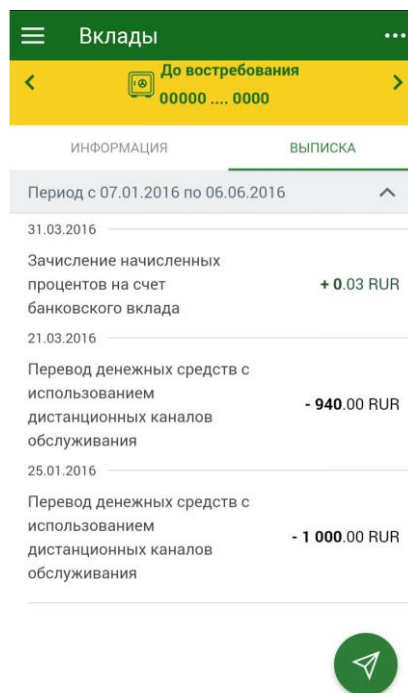 Вклады
До востребования
00000 .... 0000
ИНФОРМАЦИЯ
ВЫПИСКА
Период с 07.01.2016 по 06.06.2016
31.03.2016
Зачисление начисленных
процентов на счет
банковского вклада
+ 0.03 RUR
21.03.2016
Перевод денежных средств с
использованием
дистанционных каналов
обслуживания
- 940.00 RUR
25.01.2016
Перевод денежных средств с
использованием
дистанционных каналов
обслуживания
- 1 000.00 RUR